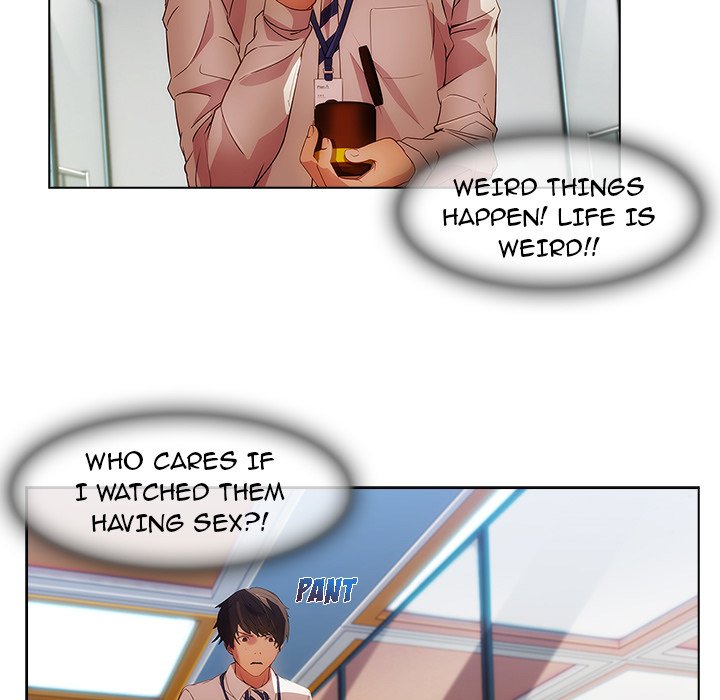 WEIRD THINGS
HAPPEN! LIFE IS
WEIRD!!
WHO CARES IF
I WATCHED THEM
HAVING SEX?!
PANT